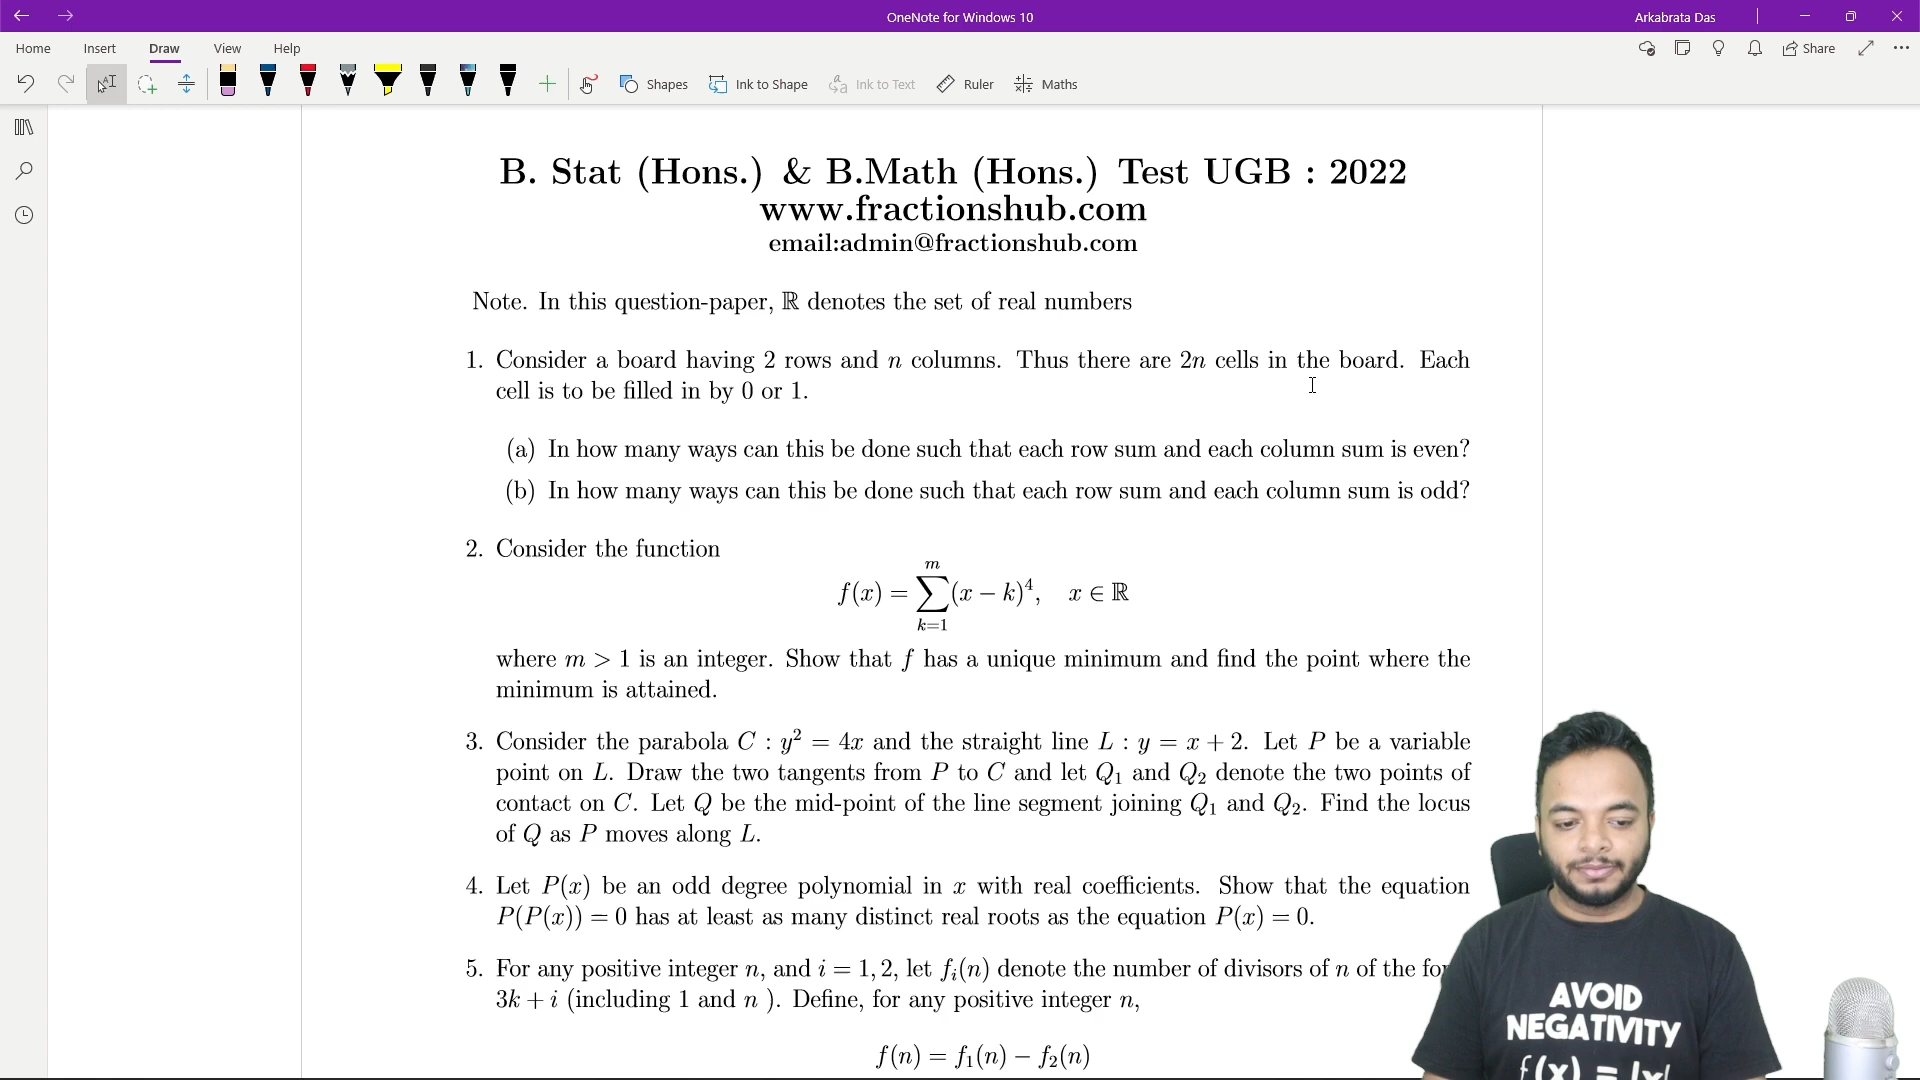 OneNote for Windows 10
Arkabrata Das
Home Insert Draw View Help
Share
Shapes Ink to Shape Ink to Text Ruler Maths
B. Stat (Hons.) & B.Math (Hons.) Test UGB : 2022
www.fractionshub.com
email:admin@fractionshub.com
Note. In this question-paper, ℝ denotes the set of real numbers
1. Consider a board having 2 rows and n columns. Thus there are 2n cells in the board. Each
cell is to be filled in by 0 or 1.
(a) In how many ways can this be done such that each row sum and each column sum is even?
(b) In how many ways can this be done such that each row sum and each column sum is odd?
2. Consider the function
f(x) = ∑_{k=1}^{m} (x − k)⁴, x ∈ ℝ
where m > 1 is an integer. Show that f has a unique minimum and find the point where the
minimum is attained.
3. Consider the parabola C : y² = 4x and the straight line L : y = x + 2. Let P be a variable
point on L. Draw the two tangents from P to C and let Q₁ and Q₂ denote the two points of
contact on C. Let Q be the mid-point of the line segment joining Q₁ and Q₂. Find the locus
of Q as P moves along L.
4. Let P(x) be an odd degree polynomial in x with real coefficients. Show that the equation
P(P(x)) = 0 has at least as many distinct real roots as the equation P(x) = 0.
5. For any positive integer n, and i = 1, 2, let fᵢ(n) denote the number of divisors of n of the fo
3k + i (including 1 and n ). Define, for any positive integer n,
f(n) = f₁(n) − f₂(n)
AVOID
NEGATIVITY
f(x) = |x|